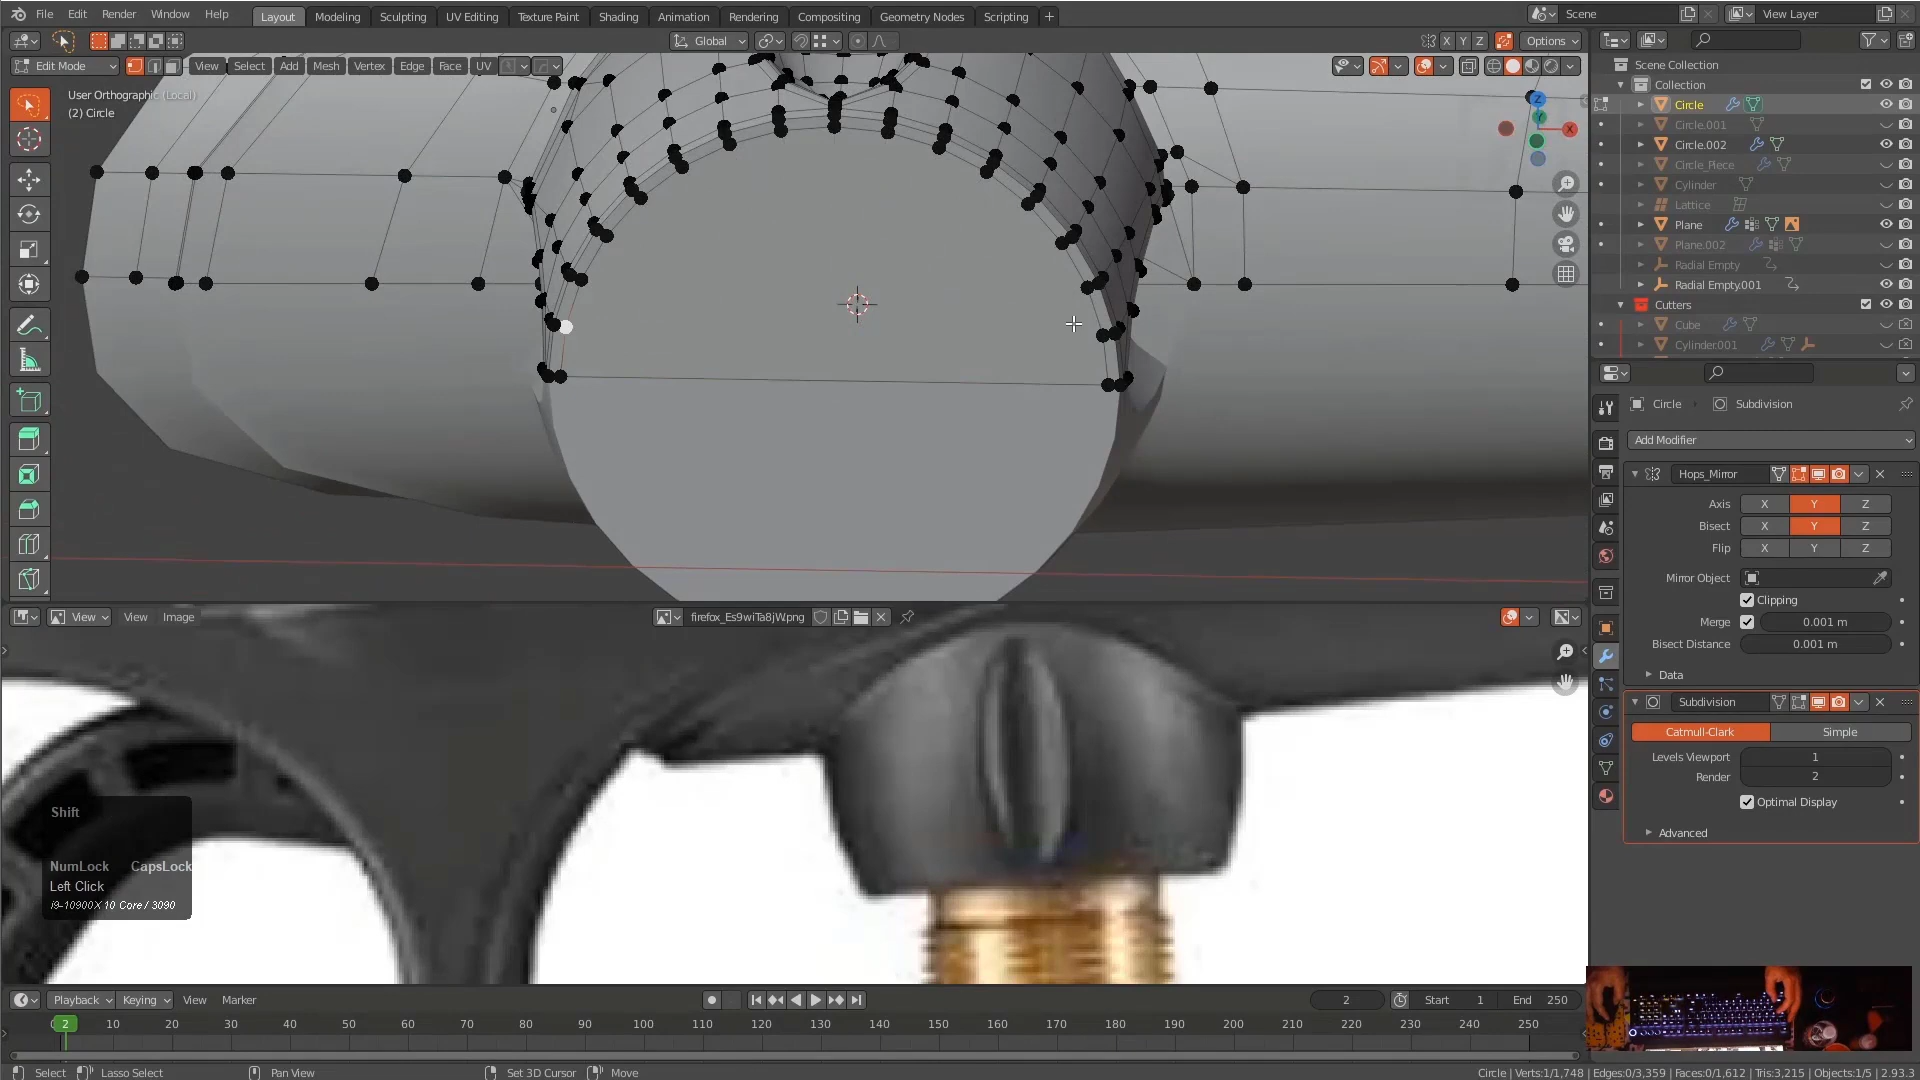 File Edit Render Window Help Layout Modeling Sculpting UV Editing Texture Paint Shading Animation Rendering Compositing Geometry Nodes Scripting + Scene View Layer
Global X Y Z Options
Edit Mode View Select Add Mesh Vertex Edge Face UV
User Orthographic (Local)
(2) Circle
Z
Y
X
Scene Collection
Collection
Circle
Circle.001
Circle.002
Circle_Piece
Cylinder
Lattice
Plane
Plane.002
Radial Empty
Radial Empty.001
Cutters
Cube
Cylinder.001
Circle Subdivision
Add Modifier
Hops_Mirror
Axis X Y Z
Bisect X Y Z
Flip X Y Z
Mirror Object
Clipping
Merge 0.001 m
Bisect Distance 0.001 m
Data
Subdivision
Catmull-Clark Simple
Levels Viewport 1
Render 2
Optimal Display
Advanced
View View Image firefox_Es9wiTa8jW.png
Shift
NumLock CapsLock
Left Click
i9-10900X 10 Core / 3090
Playback Keying View Marker 2 Start 1 End 250
2 10 20 30 40 50 60 70 80 90 100 110 120 130 140 150 160 170 180 190 200 210 220 230 240 250
Select Lasso Select Pan View Set 3D Cursor Move Circle | Verts:1/1,748 | Edges:0/3,359 | Faces:0/1,612 | Tris:3,215 | Objects:1/5 | 2.93.3